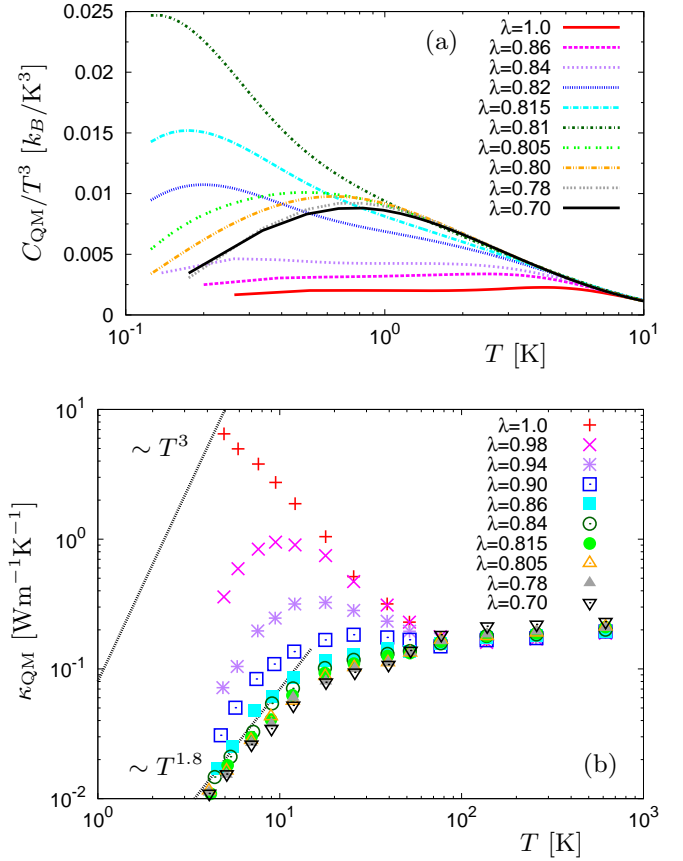 0.025
0.02
0.015
0.01
0.005
0
C_QM/T^3 [k_B/K^3]
(a)
λ=1.0
λ=0.86
λ=0.84
λ=0.82
λ=0.815
λ=0.81
λ=0.805
λ=0.80
λ=0.78
λ=0.70
10^-1
10^0
10^1
T [K]
10^1
10^0
10^-1
10^-2
κ_QM [Wm^−1K^−1]
∼ T^3
λ=1.0
λ=0.98
λ=0.94
λ=0.90
λ=0.86
λ=0.84
λ=0.815
λ=0.805
λ=0.78
λ=0.70
∼ T^1.8
(b)
10^0
10^1
10^2
10^3
T [K]